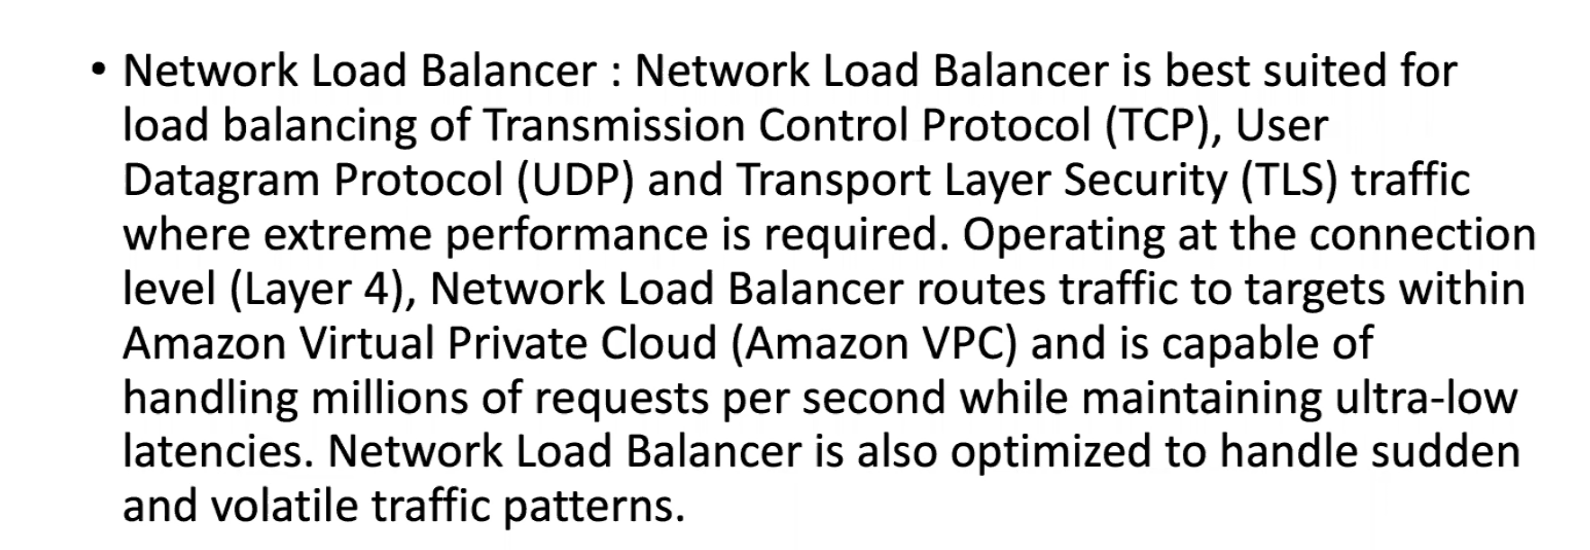 • Network Load Balancer : Network Load Balancer is best suited for
load balancing of Transmission Control Protocol (TCP), User
Datagram Protocol (UDP) and Transport Layer Security (TLS) traffic
where extreme performance is required. Operating at the connection
level (Layer 4), Network Load Balancer routes traffic to targets within
Amazon Virtual Private Cloud (Amazon VPC) and is capable of
handling millions of requests per second while maintaining ultra-low
latencies. Network Load Balancer is also optimized to handle sudden
and volatile traffic patterns.